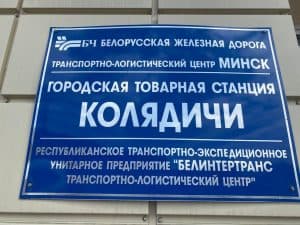 БЧ БЕЛОРУССКАЯ ЖЕЛЕЗНАЯ ДОРОГА
ТРАНСПОРТНО-ЛОГИСТИЧЕСКИЙ ЦЕНТР МИНСК
ГОРОДСКАЯ ТОВАРНАЯ СТАНЦИЯ
КОЛЯДИЧИ
РЕСПУБЛИКАНСКОЕ ТРАНСПОРТНО-ЭКСПЕДИЦИОННОЕ
УНИТАРНОЕ ПРЕДПРИЯТИЕ "БЕЛИНТЕРТРАНС
ТРАНСПОРТНО-ЛОГИСТИЧЕСКИЙ ЦЕНТР"